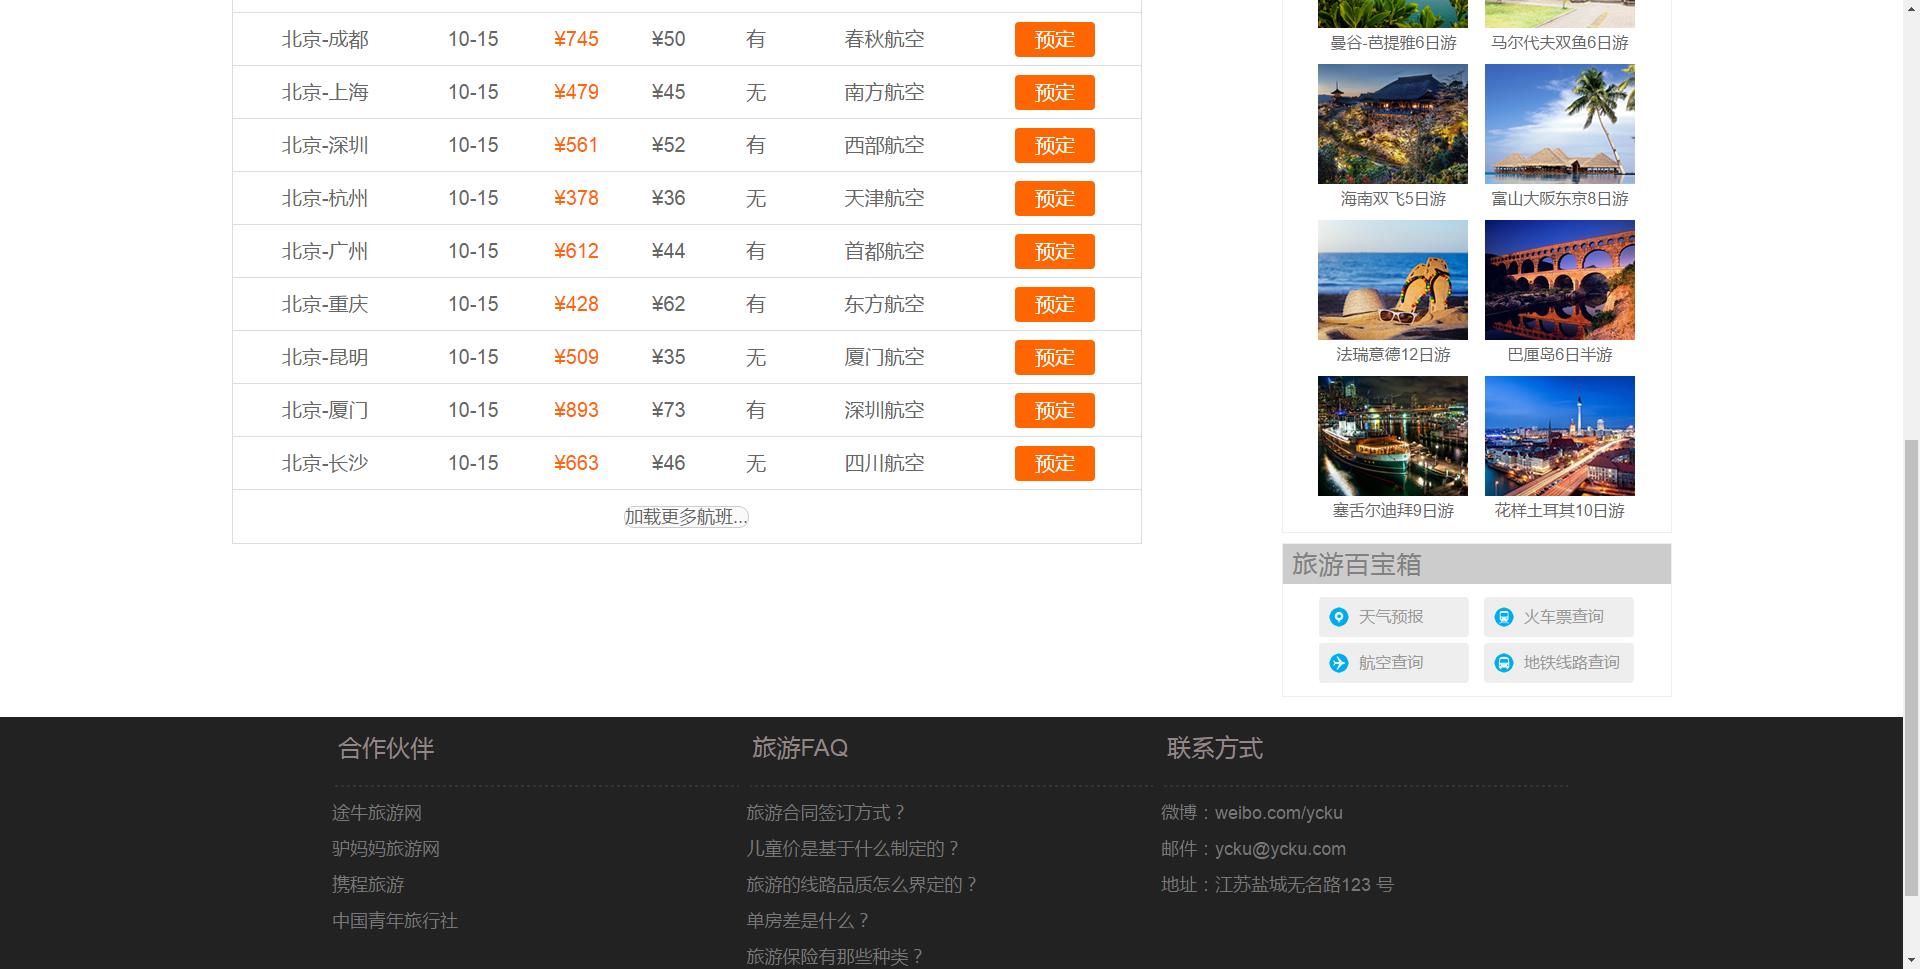 北京-成都 10-15 ¥745 ¥50 有 春秋航空 预定
北京-上海 10-15 ¥479 ¥45 无 南方航空 预定
北京-深圳 10-15 ¥561 ¥52 有 西部航空 预定
北京-杭州 10-15 ¥378 ¥36 无 天津航空 预定
北京-广州 10-15 ¥612 ¥44 有 首都航空 预定
北京-重庆 10-15 ¥428 ¥62 有 东方航空 预定
北京-昆明 10-15 ¥509 ¥35 无 厦门航空 预定
北京-厦门 10-15 ¥893 ¥73 有 深圳航空 预定
北京-长沙 10-15 ¥663 ¥46 无 四川航空 预定
加载更多航班...
曼谷-芭提雅6日游 马尔代夫双鱼6日游
海南双飞5日游 富山大阪东京8日游
法瑞意德12日游 巴厘岛6日半游
塞舌尔迪拜9日游 花样土耳其10日游
旅游百宝箱
天气预报 火车票查询
航空查询 地铁线路查询
合作伙伴
途牛旅游网
驴妈妈旅游网
携程旅游
中国青年旅行社
旅游FAQ
旅游合同签订方式？
儿童价是基于什么制定的？
旅游的线路品质怎么界定的？
单房差是什么？
旅游保险有那些种类？
联系方式
微博：weibo.com/ycku
邮件：ycku@ycku.com
地址：江苏盐城无名路123 号